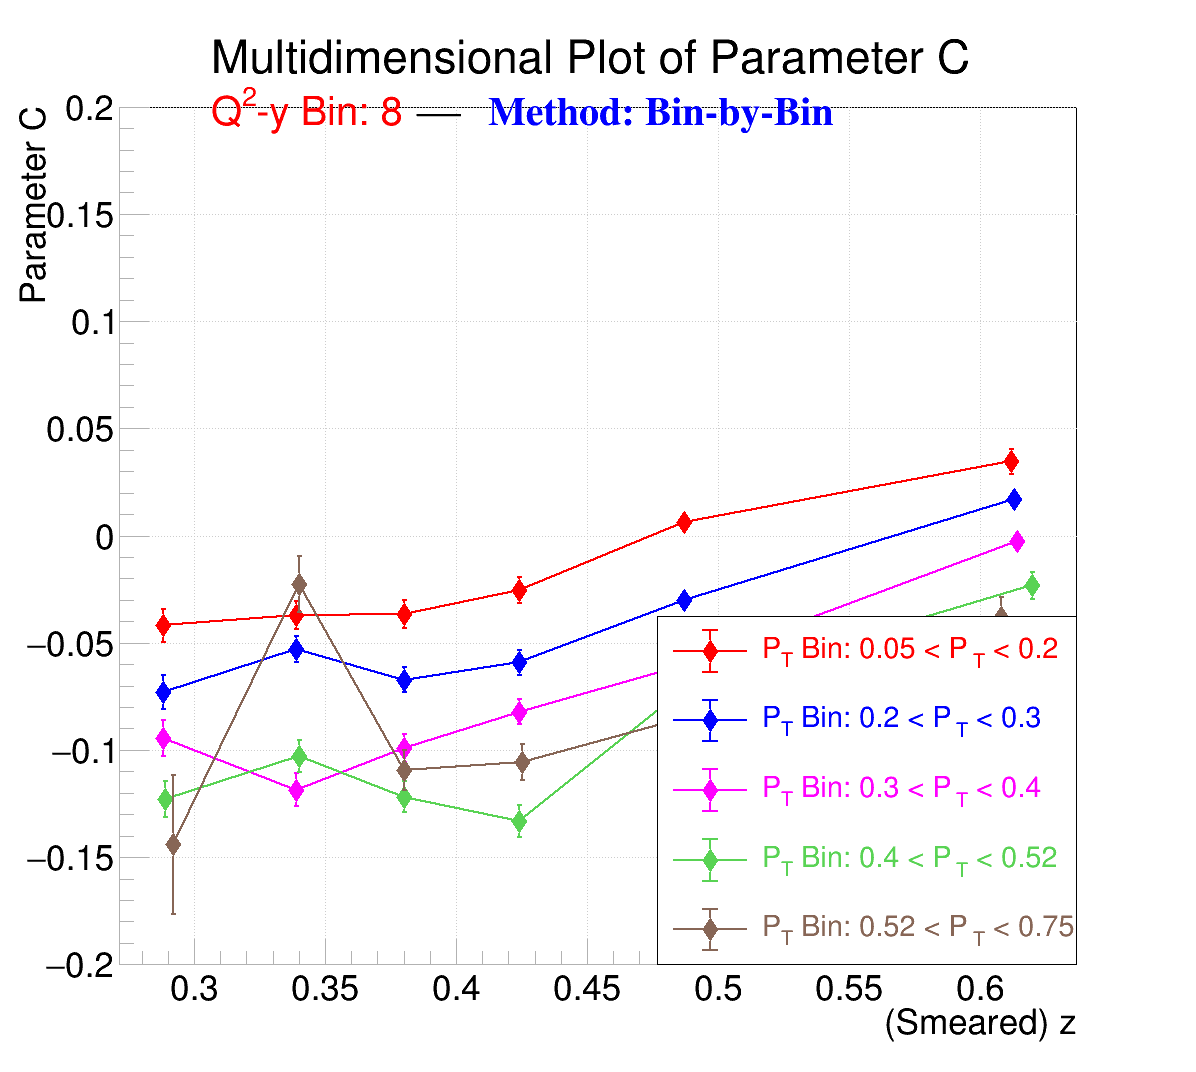 Multidimensional Plot of Parameter C
Q2-y Bin: 8 — Method: Bin-by-Bin
Parameter C
0.2
0.15
0.1
0.05
0
−0.05
−0.1
−0.15
−0.2
PT Bin: 0.05 < PT < 0.2
PT Bin: 0.2 < PT < 0.3
PT Bin: 0.3 < PT < 0.4
PT Bin: 0.4 < PT < 0.52
PT Bin: 0.52 < PT < 0.75
0.3 0.35 0.4 0.45 0.5 0.55 0.6
(Smeared) z